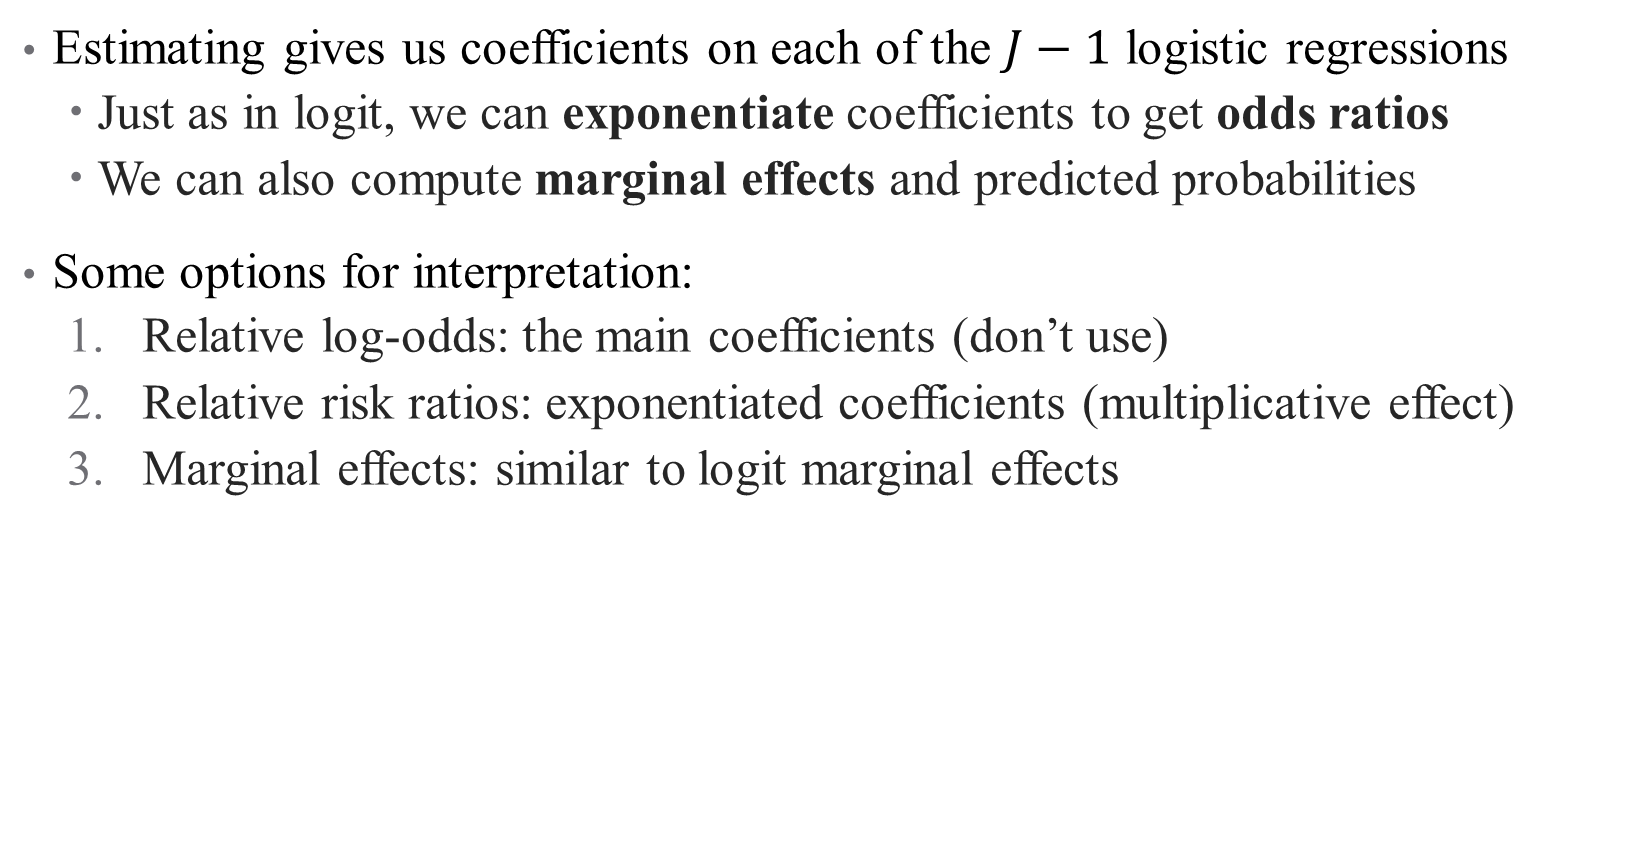 • Estimating gives us coefficients on each of the J − 1 logistic regressions
• Just as in logit, we can exponentiate coefficients to get odds ratios
• We can also compute marginal effects and predicted probabilities
• Some options for interpretation:
1. Relative log-odds: the main coefficients (don’t use)
2. Relative risk ratios: exponentiated coefficients (multiplicative effect)
3. Marginal effects: similar to logit marginal effects